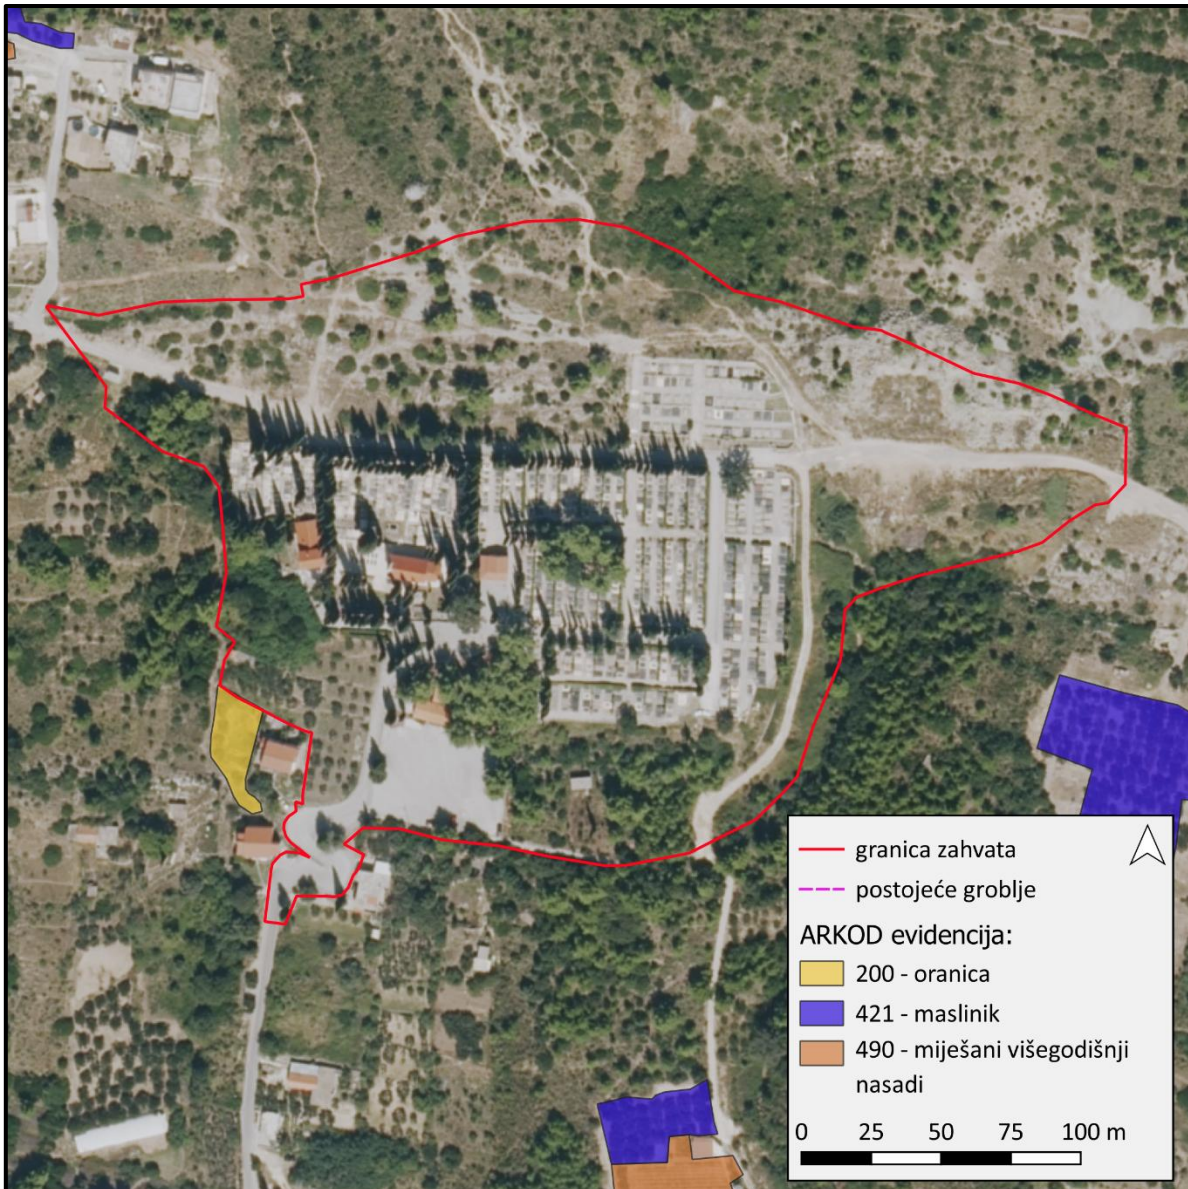 granica zahvata
postojeće groblje
ARKOD evidencija:
200 - oranica
421 - maslinik
490 - miješani višegodišnji
nasadi
0 25 50 75 100 m